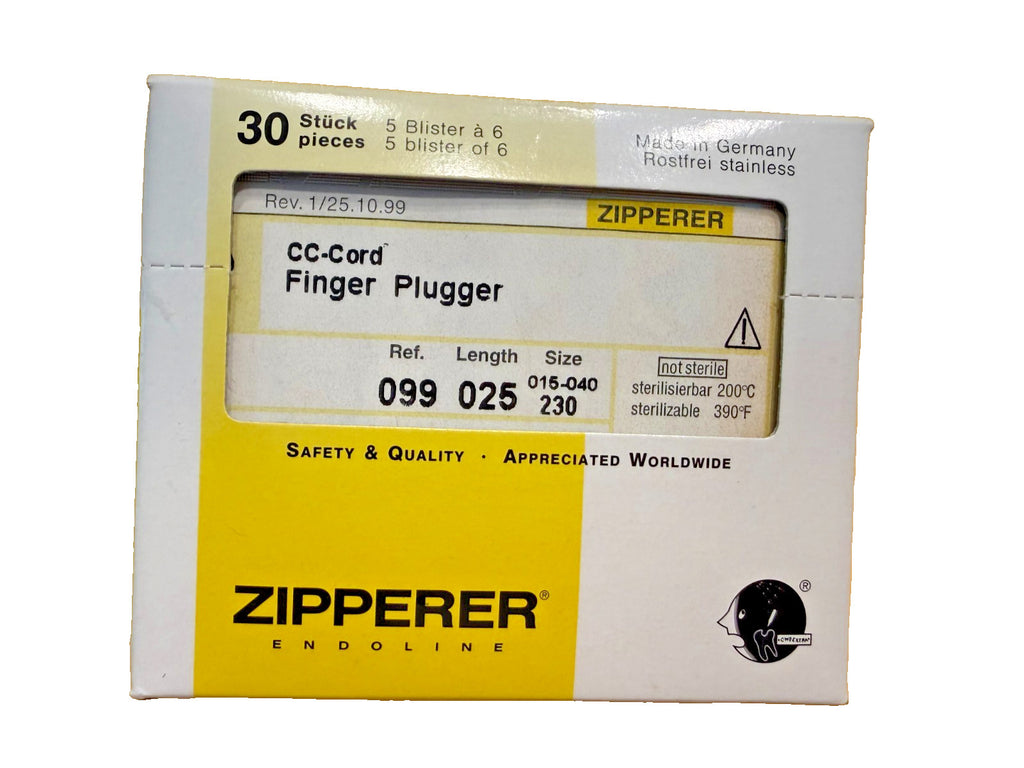 30 Stück 5 Blister à 6
pieces 5 blister of 6
Made in Germany
Rostfrei stainless
Rev. 1/25.10.99
ZIPPERER
CC-Cord™
Finger Plugger
Ref. Length Size
099 025 015-040
230
not sterile
sterilisierbar 200°C
sterilizable 390°F
SAFETY & QUALITY · APPRECIATED WORLDWIDE
ZIPPERER®
ENDOLINE
®